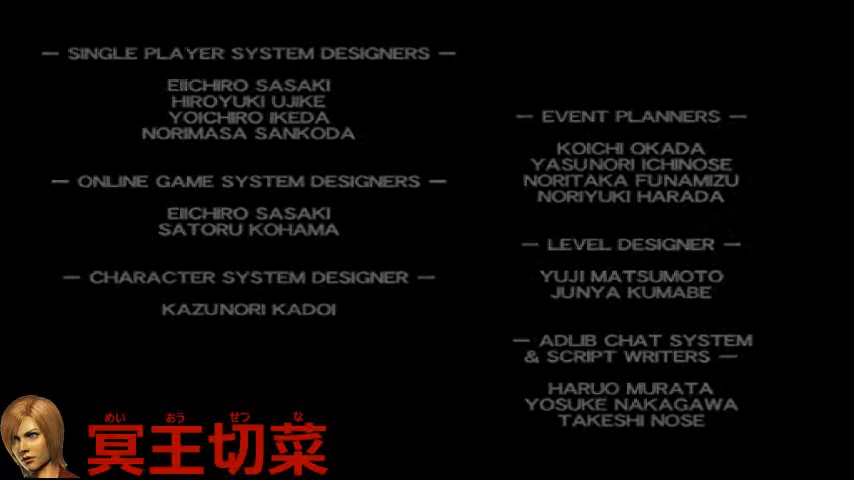 — SINGLE PLAYER SYSTEM DESIGNERS —
EIICHIRO SASAKI
HIROYUKI UJIKE
YOICHIRO IKEDA
NORIMASA SANKODA
— ONLINE GAME SYSTEM DESIGNERS —
EIICHIRO SASAKI
SATORU KOHAMA
— CHARACTER SYSTEM DESIGNER —
KAZUNORI KADOI
— EVENT PLANNERS —
KOICHI OKADA
YASUNORI ICHINOSE
NORITAKA FUNAMIZU
NORIYUKI HARADA
— LEVEL DESIGNER —
YUJI MATSUMOTO
JUNYA KUMABE
— ADLIB CHAT SYSTEM
& SCRIPT WRITERS —
HARUO MURATA
YOSUKE NAKAGAWA
TAKESHI NOSE
めい おう せつ な
冥王切菜